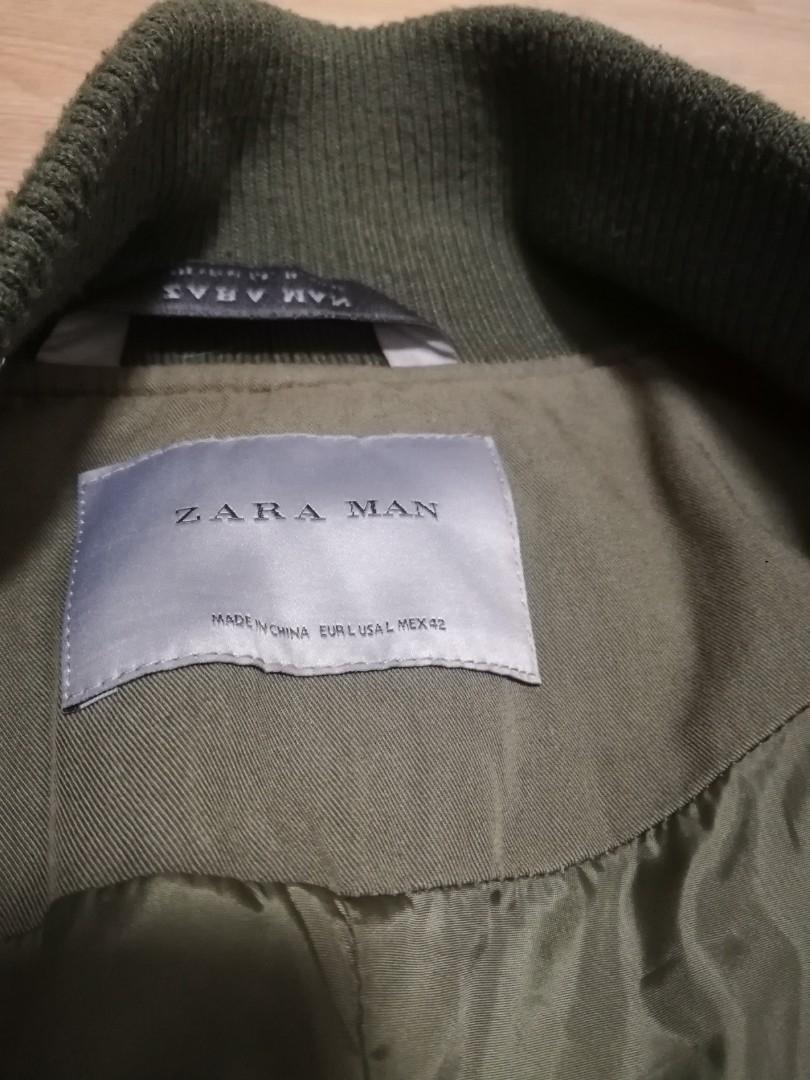 ZARA MAN
ZARA MAN
MADE IN CHINA EUR L USA L MEX 42